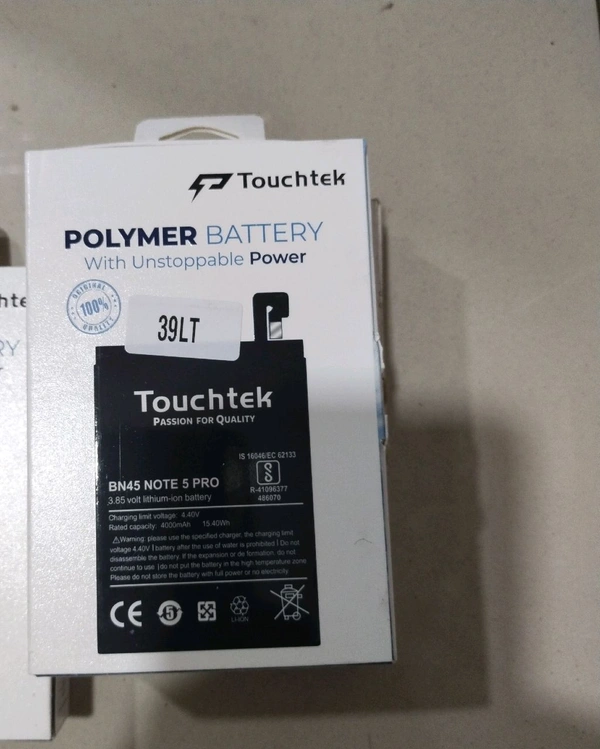 Touchtek
POLYMER BATTERY
With Unstoppable Power
ORIGINAL
100%
QUALITY
39LT
Touchtek
PASSION FOR QUALITY
IS 16046/IEC 62133
R-41096377
486070
BN45 NOTE 5 PRO
3.85 volt lithium-ion battery
Charging limit voltage: 4.40V
Rated capacity: 4000mAh 15.40Wh
⚠Warning: please use the specified charger, the charging limit
voltage 4.40V | battery after the use of water is prohibited | Do not
disassemble the battery. If the expansion or de formation. do not
continue to use |do not put the battery in the high temperature zone
Please do not store the battery with full power or no electricity.
CE
5
LI-ION
hte
RY